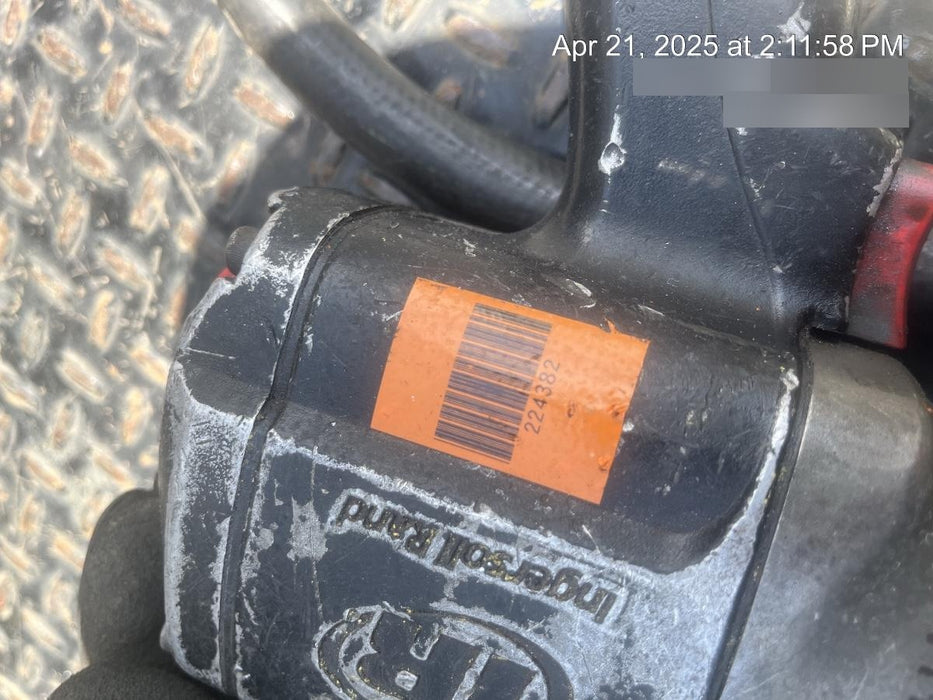 Apr 21, 2025 at 2:11:58 PM
224382
Ingersoll Rand
IR